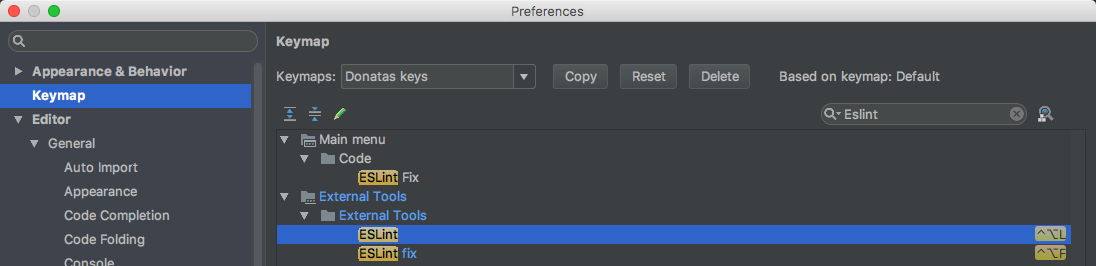 Preferences
Keymap
Appearance & Behavior
Keymaps: Donatas keys Copy Reset Delete Based on keymap: Default
Keymap
Editor
Eslint
General
Main menu
Auto Import
Code
Appearance
ESLint Fix
Code Completion
External Tools
Code Folding
External Tools
Console
ESLint ^⌥L
ESLint fix ^⌥F